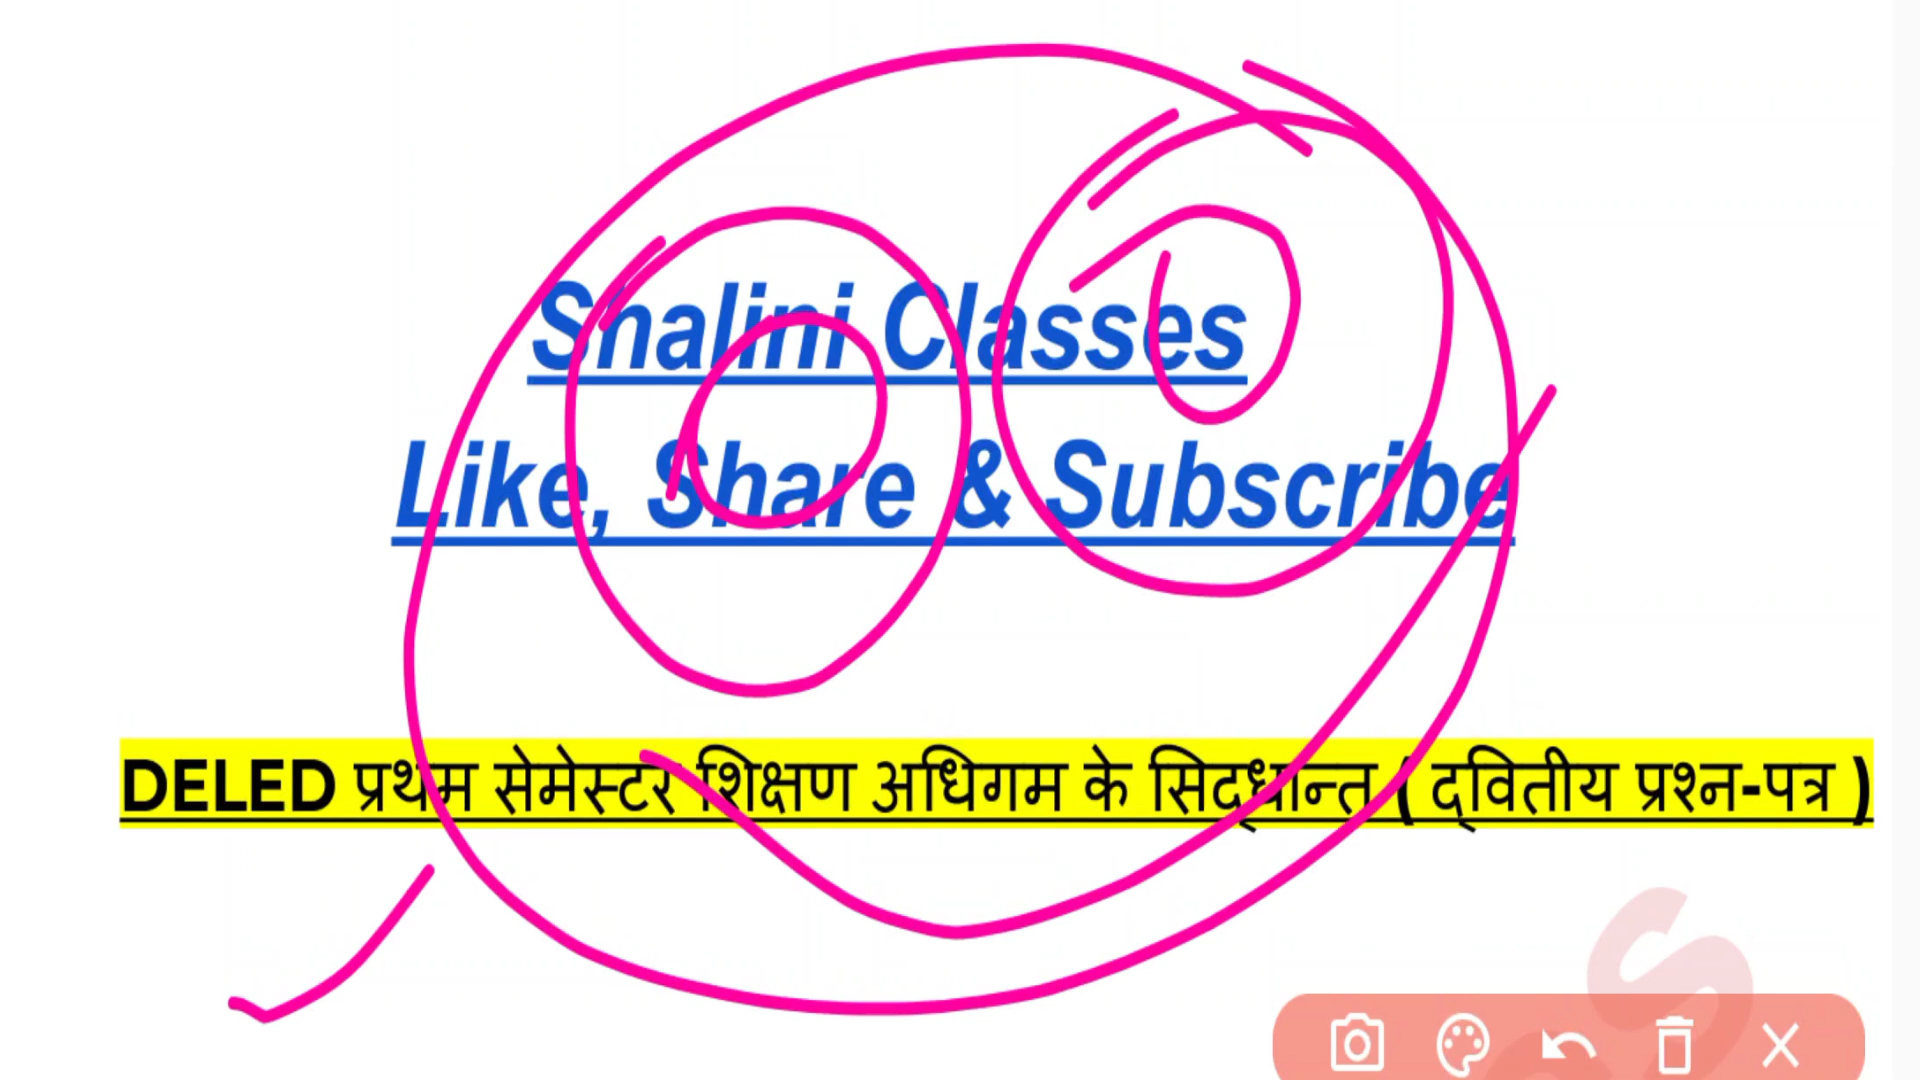 Shalini Classes
Like, Share & Subscribe
DELED प्रथम सेमेस्टर शिक्षण अधिगम के सिद्धान्त ( द्वितीय प्रश्न-पत्र )